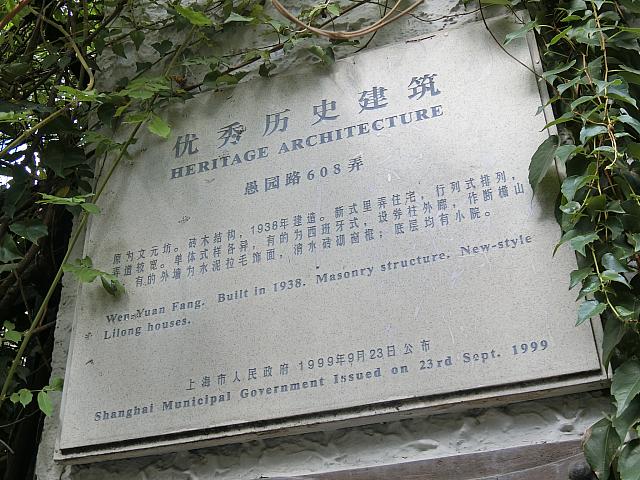 优秀历史建筑
HERITAGE ARCHITECTURE
愚园路608弄
原为文元坊。砖木结构，1938年建造。新式里弄住宅，行列式排列，
弄道较宽。单体式样各异，有的为西班牙式，设券柱外廊，作断檐山
有的外墙为水泥拉毛饰面，清水砖砌窗框；底层均有小院。
Wen Yuan Fang. Built in 1938. Masonry structure. New-style
Lilong houses.
上海市人民政府 1999年9月23日公布
Shanghai Municipal Government Issued on 23rd Sept. 1999